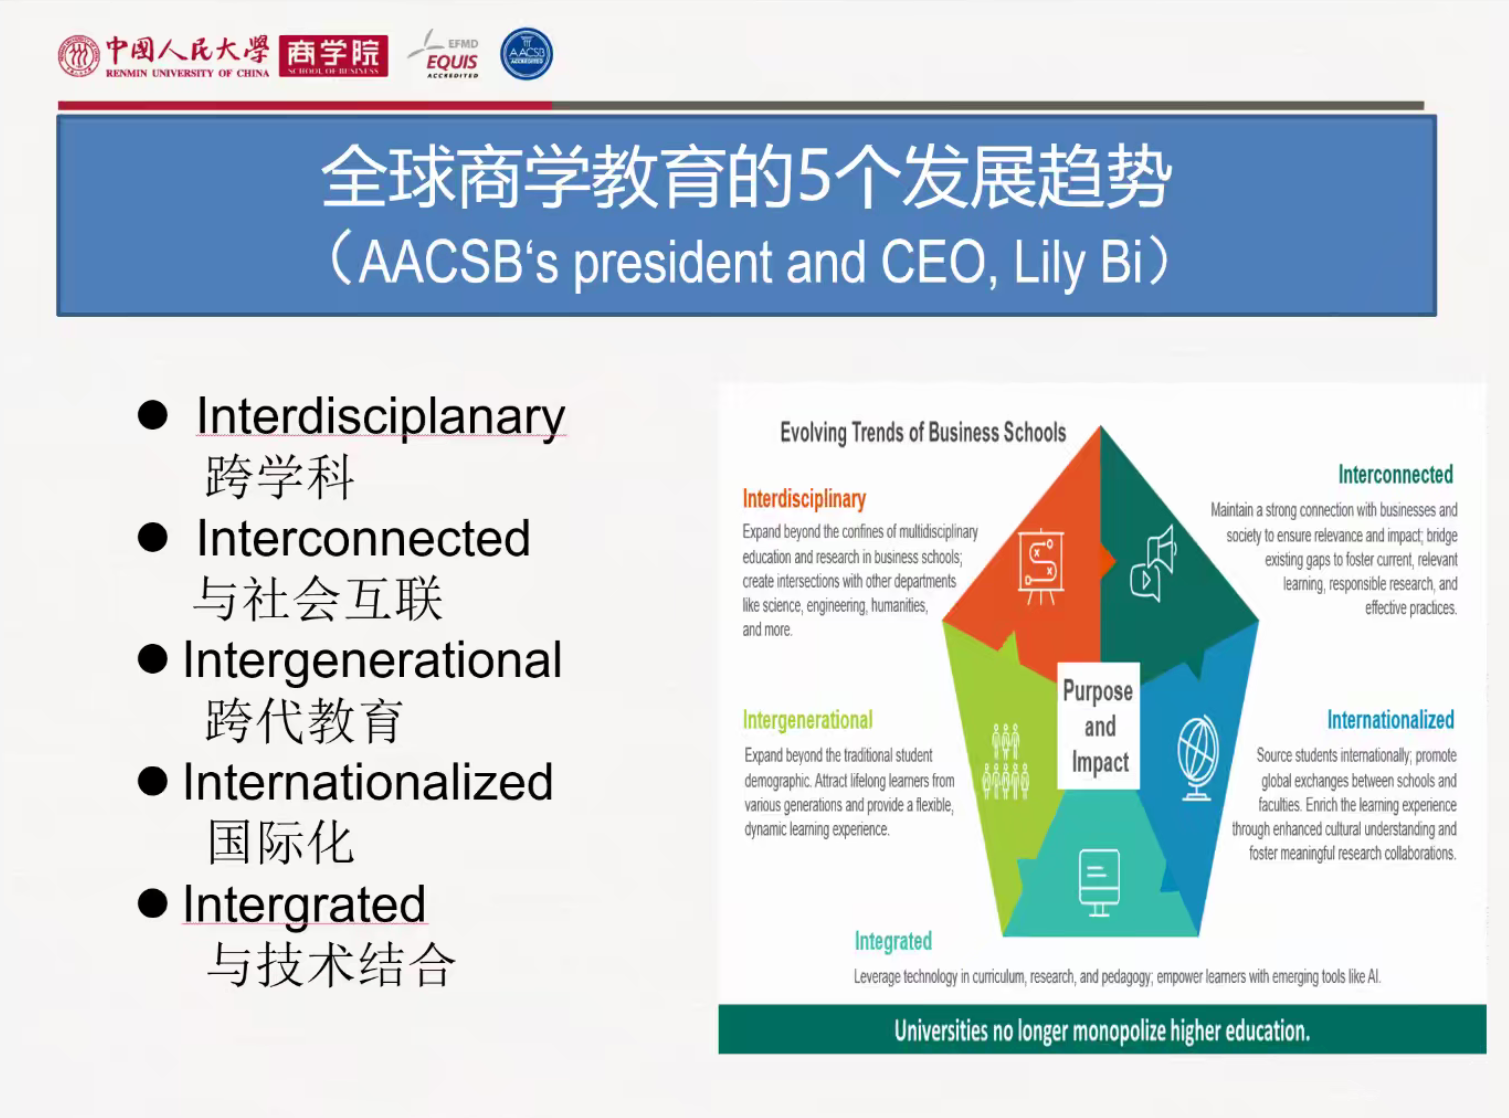 中國人民大學
RENMIN UNIVERSITY OF CHINA
商学院
SCHOOL OF BUSINESS
EFMD
EQUIS
ACCREDITED
AACSB
ACCREDITED
全球商学教育的5个发展趋势
（AACSB‘s president and CEO, Lily Bi）
● Interdisciplanary
跨学科
● Interconnected
与社会互联
● Intergenerational
跨代教育
● Internationalized
国际化
● Intergrated
与技术结合
Evolving Trends of Business Schools
Interdisciplinary
Expand beyond the confines of multidisciplinary
education and research in business schools;
create intersections with other departments
like science, engineering, humanities,
and more.
Interconnected
Maintain a strong connection with businesses and
society to ensure relevance and impact; bridge
existing gaps to foster current, relevant
learning, responsible research, and
effective practices.
Purpose
and
Impact
Intergenerational
Expand beyond the traditional student
demographic. Attract lifelong learners from
various generations and provide a flexible,
dynamic learning experience.
Internationalized
Source students internationally; promote
global exchanges between schools and
faculties. Enrich the learning experience
through enhanced cultural understanding and
foster meaningful research collaborations.
Integrated
Leverage technology in curriculum, research, and pedagogy; empower learners with emerging tools like AI.
Universities no longer monopolize higher education.